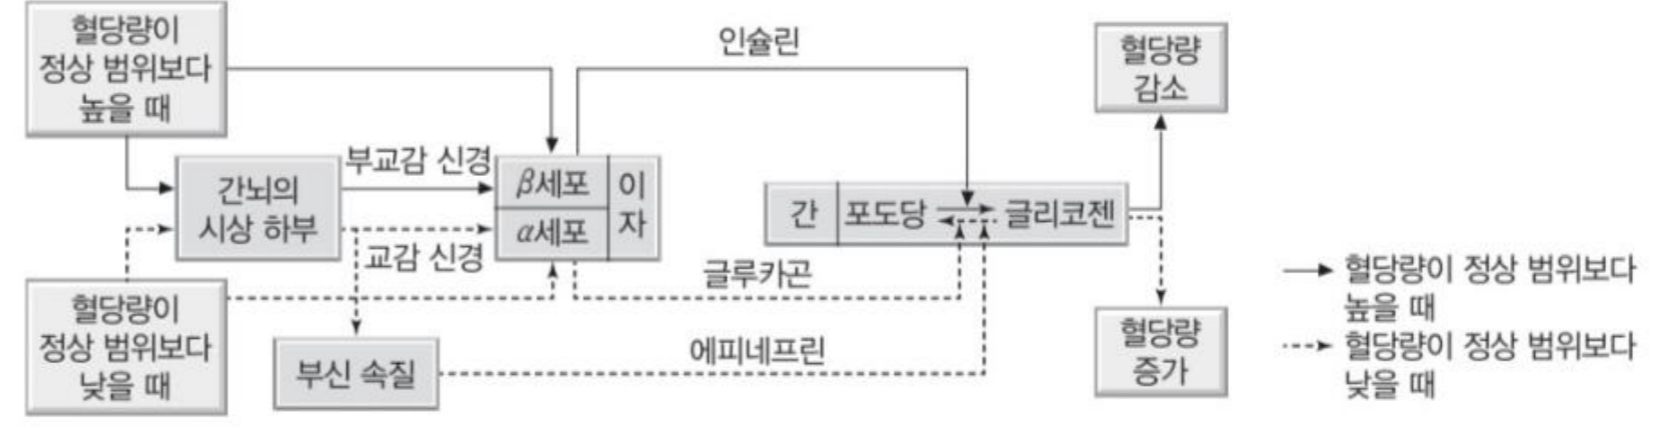 혈당량이
정상 범위보다
높을 때
인슐린
혈당량
감소
간뇌의
시상 하부
부교감 신경
교감 신경
β세포
α세포
이
자
간
포도당
글리코젠
글루카곤
혈당량이
정상 범위보다
낮을 때
부신 속질
에피네프린
혈당량
증가
혈당량이 정상 범위보다
높을 때
혈당량이 정상 범위보다
낮을 때